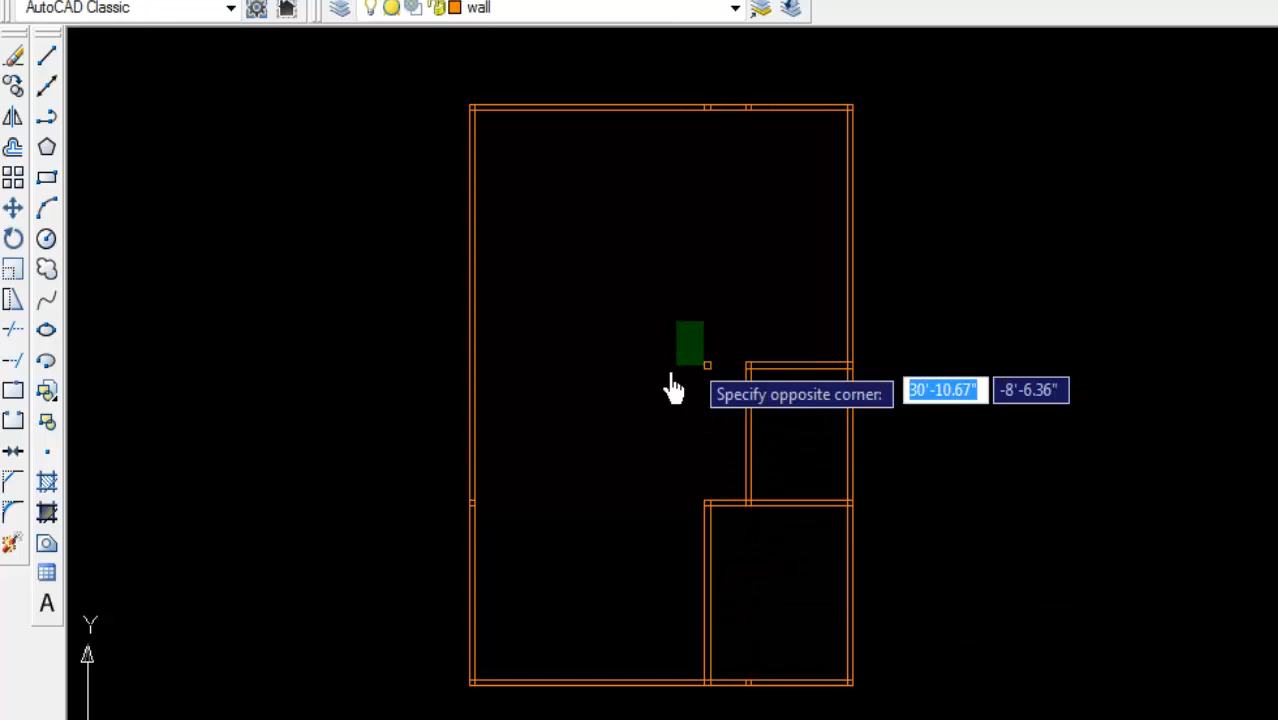 AutoCAD Classic
wall
Specify opposite corner: 30'-10.67" -8'-6.36"
A
Y